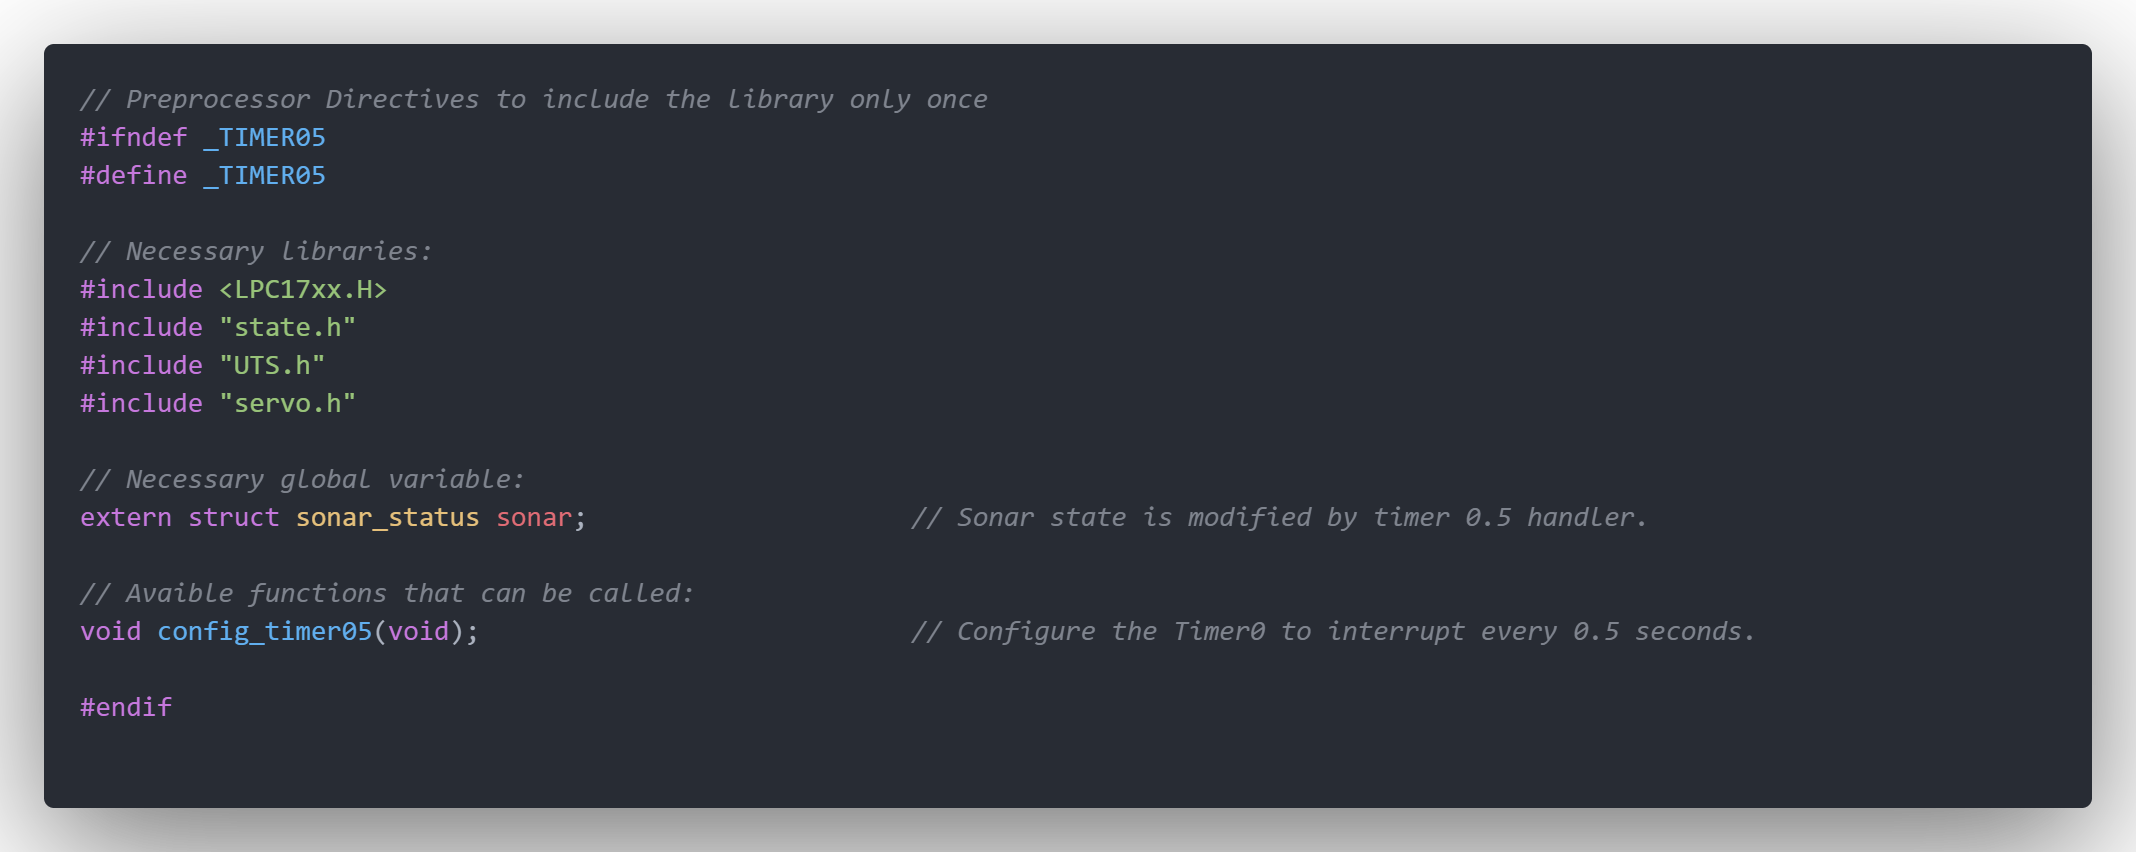 // Preprocessor Directives to include the library only once
#ifndef _TIMER05
#define _TIMER05
// Necessary libraries:
#include <LPC17xx.H>
#include "state.h"
#include "UTS.h"
#include "servo.h"
// Necessary global variable:
extern struct sonar_status sonar; // Sonar state is modified by timer 0.5 handler.
// Avaible functions that can be called:
void config_timer05(void); // Configure the Timer0 to interrupt every 0.5 seconds.
#endif